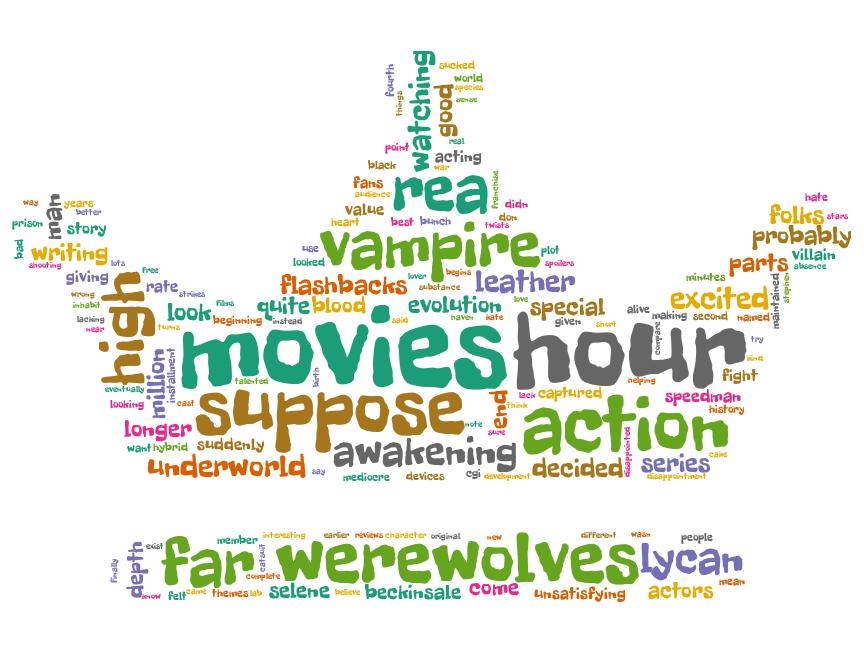 fourth
things
watching
good
sucked
world
species
sense
point
real
acting
black
war
fans
audience
rea
franchise
didn
value
best
bunch
don
heart
twists
use
vampire
plot
looked
spoilers
flashbacks
lover
begins
substance
leather
way
man
years
better
prison
story
bad
writing
shooting
lots
giving
free
wrong
rate
strikes
inhabit
high
look
films
quite
blood
evolution
love
special
lacking
beginning
instead
said
haven
kate
given
near
turns
short
hate
folks
stars
probably
parts
villain
absence
minutes
maintained
stephen
excited
alive
making
second
named
compare
try
kind
movies
hour
million
installment
talented
birth
helping
fight
eventually
looking
cast
suppose
end
lack
captured
think
speedman
history
longer
note
sure
action
want
hybrid
suddenly
awakening
disappointed
underworld
say
mediocre
devices
cgi
development
decided
series
came
disappointment
finally
depth
exist
member
interesting
earlier
reviews
character
original
new
different
wasn
people
far
catsuit
werewolves
lycan
complete
mean
know
felt
came
themes
lab
selene
believe
beckinsale
come
unsatisfying
actors